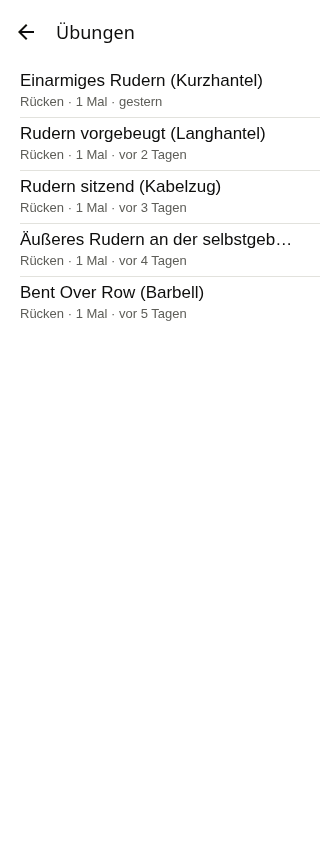 Übungen
Einarmiges Rudern (Kurzhantel)
Rücken · 1 Mal · gestern
Rudern vorgebeugt (Langhantel)
Rücken · 1 Mal · vor 2 Tagen
Rudern sitzend (Kabelzug)
Rücken · 1 Mal · vor 3 Tagen
Äußeres Rudern an der selbstgeb…
Rücken · 1 Mal · vor 4 Tagen
Bent Over Row (Barbell)
Rücken · 1 Mal · vor 5 Tagen